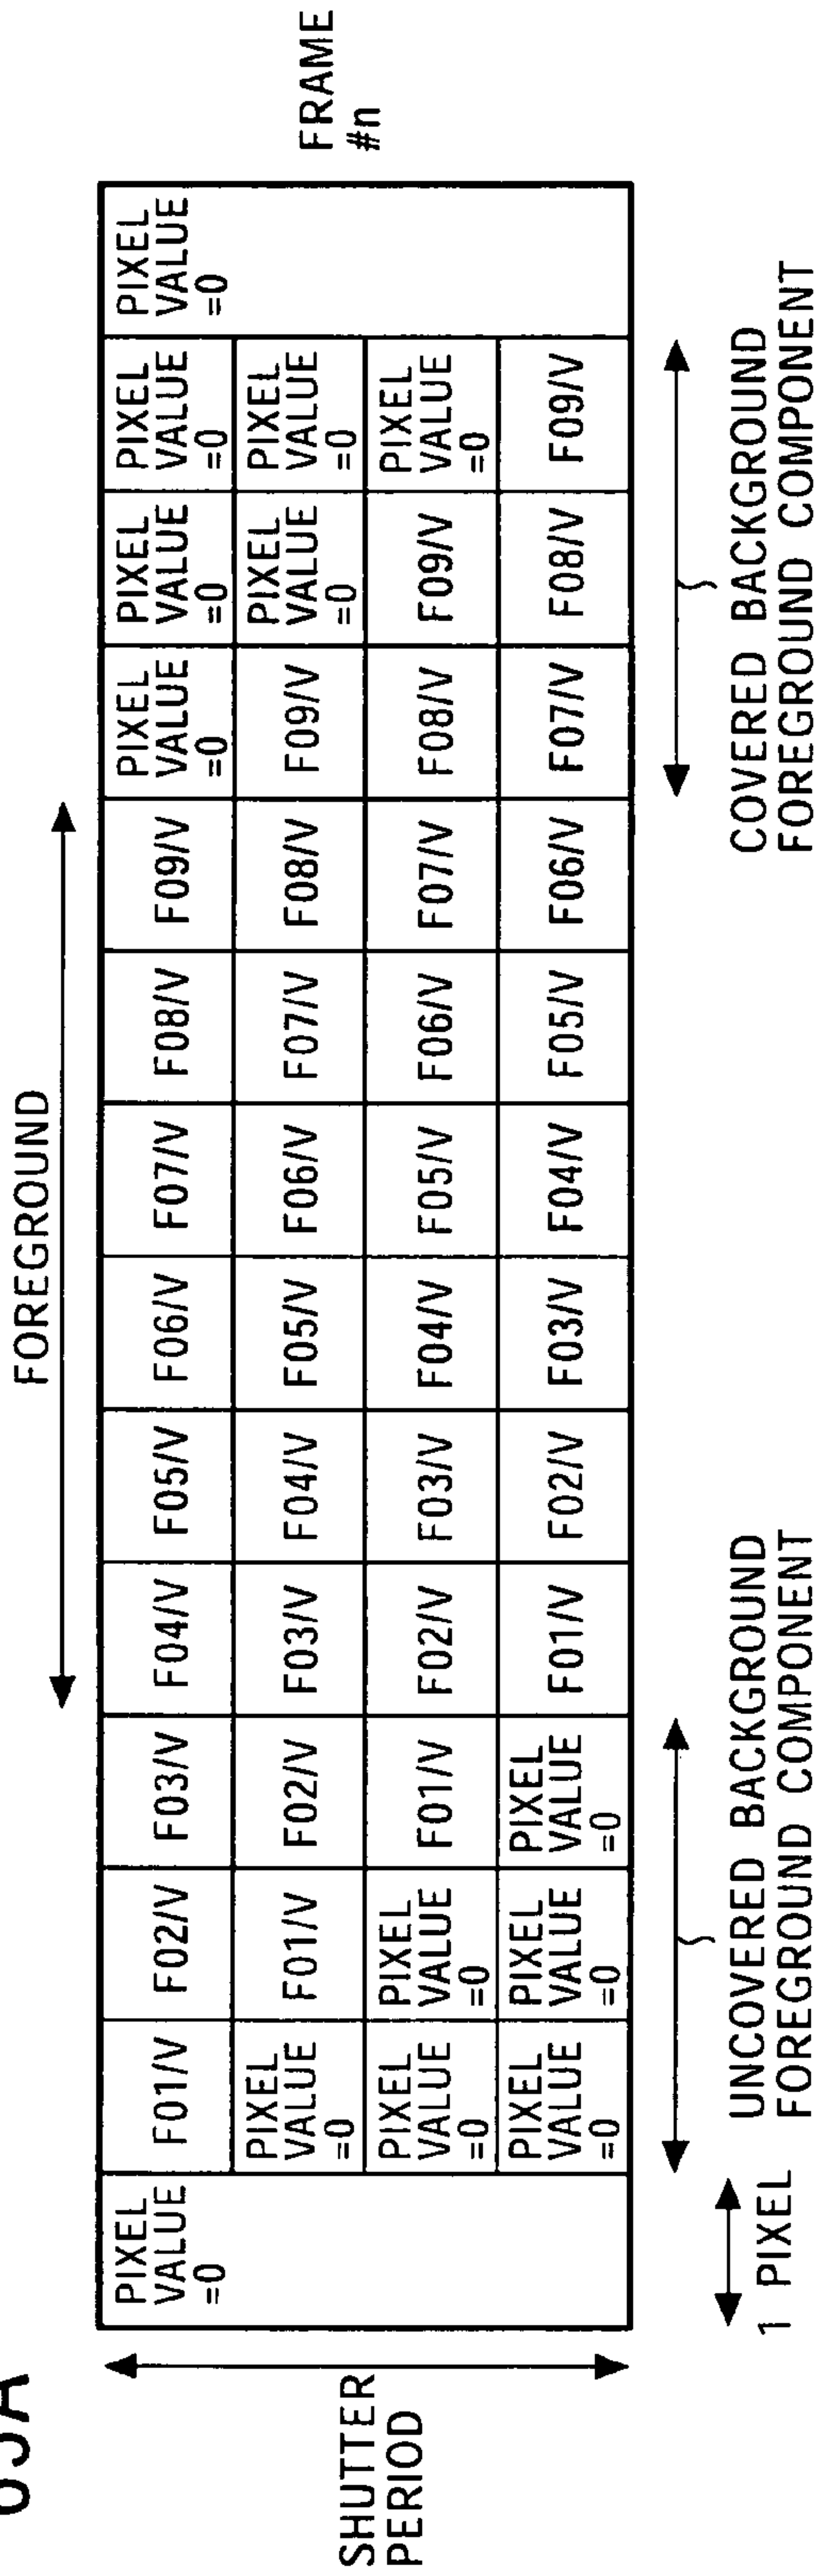 FOREGROUND
SHUTTER
PERIOD
PIXEL
VALUE
=0
F01/V
F02/V
F03/V
F04/V
F05/V
F06/V
F07/V
F08/V
F09/V
PIXEL
VALUE
=0
PIXEL
VALUE
=0
PIXEL
VALUE
=0
PIXEL
VALUE
=0
PIXEL
VALUE
=0
F01/V
F02/V
F03/V
F04/V
F05/V
F06/V
F07/V
F08/V
F09/V
PIXEL
VALUE
=0
PIXEL
VALUE
=0
PIXEL
VALUE
=0
PIXEL
VALUE
=0
F01/V
F02/V
F03/V
F04/V
F05/V
F06/V
F07/V
F08/V
F09/V
PIXEL
VALUE
=0
PIXEL
VALUE
=0
PIXEL
VALUE
=0
PIXEL
VALUE
=0
F01/V
F02/V
F03/V
F04/V
F05/V
F06/V
F07/V
F08/V
F09/V
FRAME
#n
1 PIXEL
UNCOVERED BACKGROUND
FOREGROUND COMPONENT
COVERED BACKGROUND
FOREGROUND COMPONENT